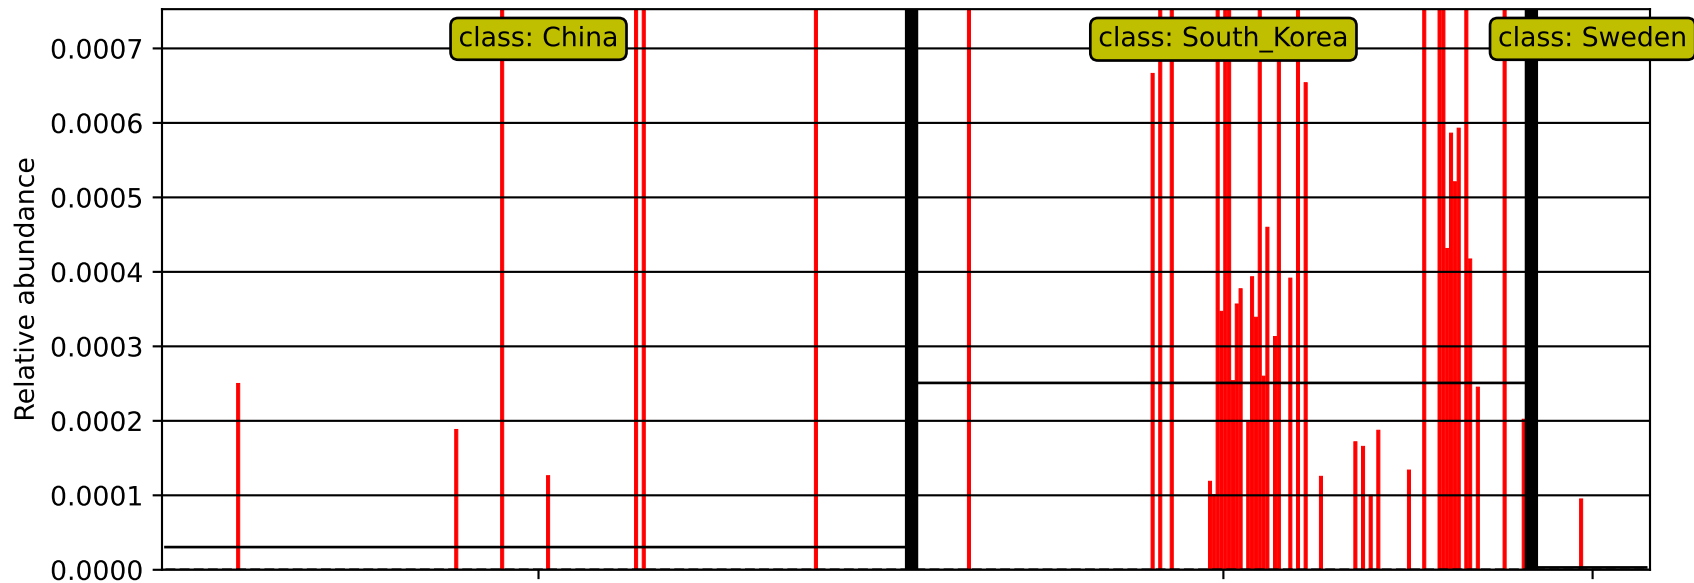 class: China
class: South_Korea
class: Sweden
0.0007
0.0006
0.0005
0.0004
0.0003
0.0002
0.0001
0.0000
Relative abundance